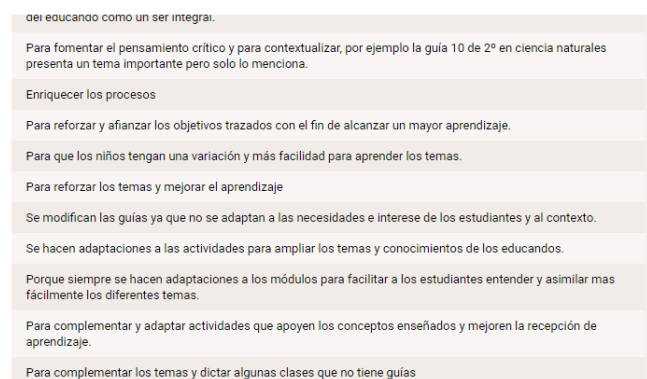 del educando como un ser integral.
Para fomentar el pensamiento crítico y para contextualizar, por ejemplo la guía 10 de 2º en ciencia naturales
presenta un tema importante pero solo lo menciona.
Enriquecer los procesos
Para reforzar y afianzar los objetivos trazados con el fin de alcanzar un mayor aprendizaje.
Para que los niños tengan una variación y más facilidad para aprender los temas.
Para reforzar los temas y mejorar el aprendizaje
Se modifican las guías ya que no se adaptan a las necesidades e interese de los estudiantes y al contexto.
Se hacen adaptaciones a las actividades para ampliar los temas y conocimientos de los educandos.
Porque siempre se hacen adaptaciones a los módulos para facilitar a los estudiantes entender y asimilar mas
fácilmente los diferentes temas.
Para complementar y adaptar actividades que apoyen los conceptos enseñados y mejoren la recepción de
aprendizaje.
Para complementar los temas y dictar algunas clases que no tiene guías